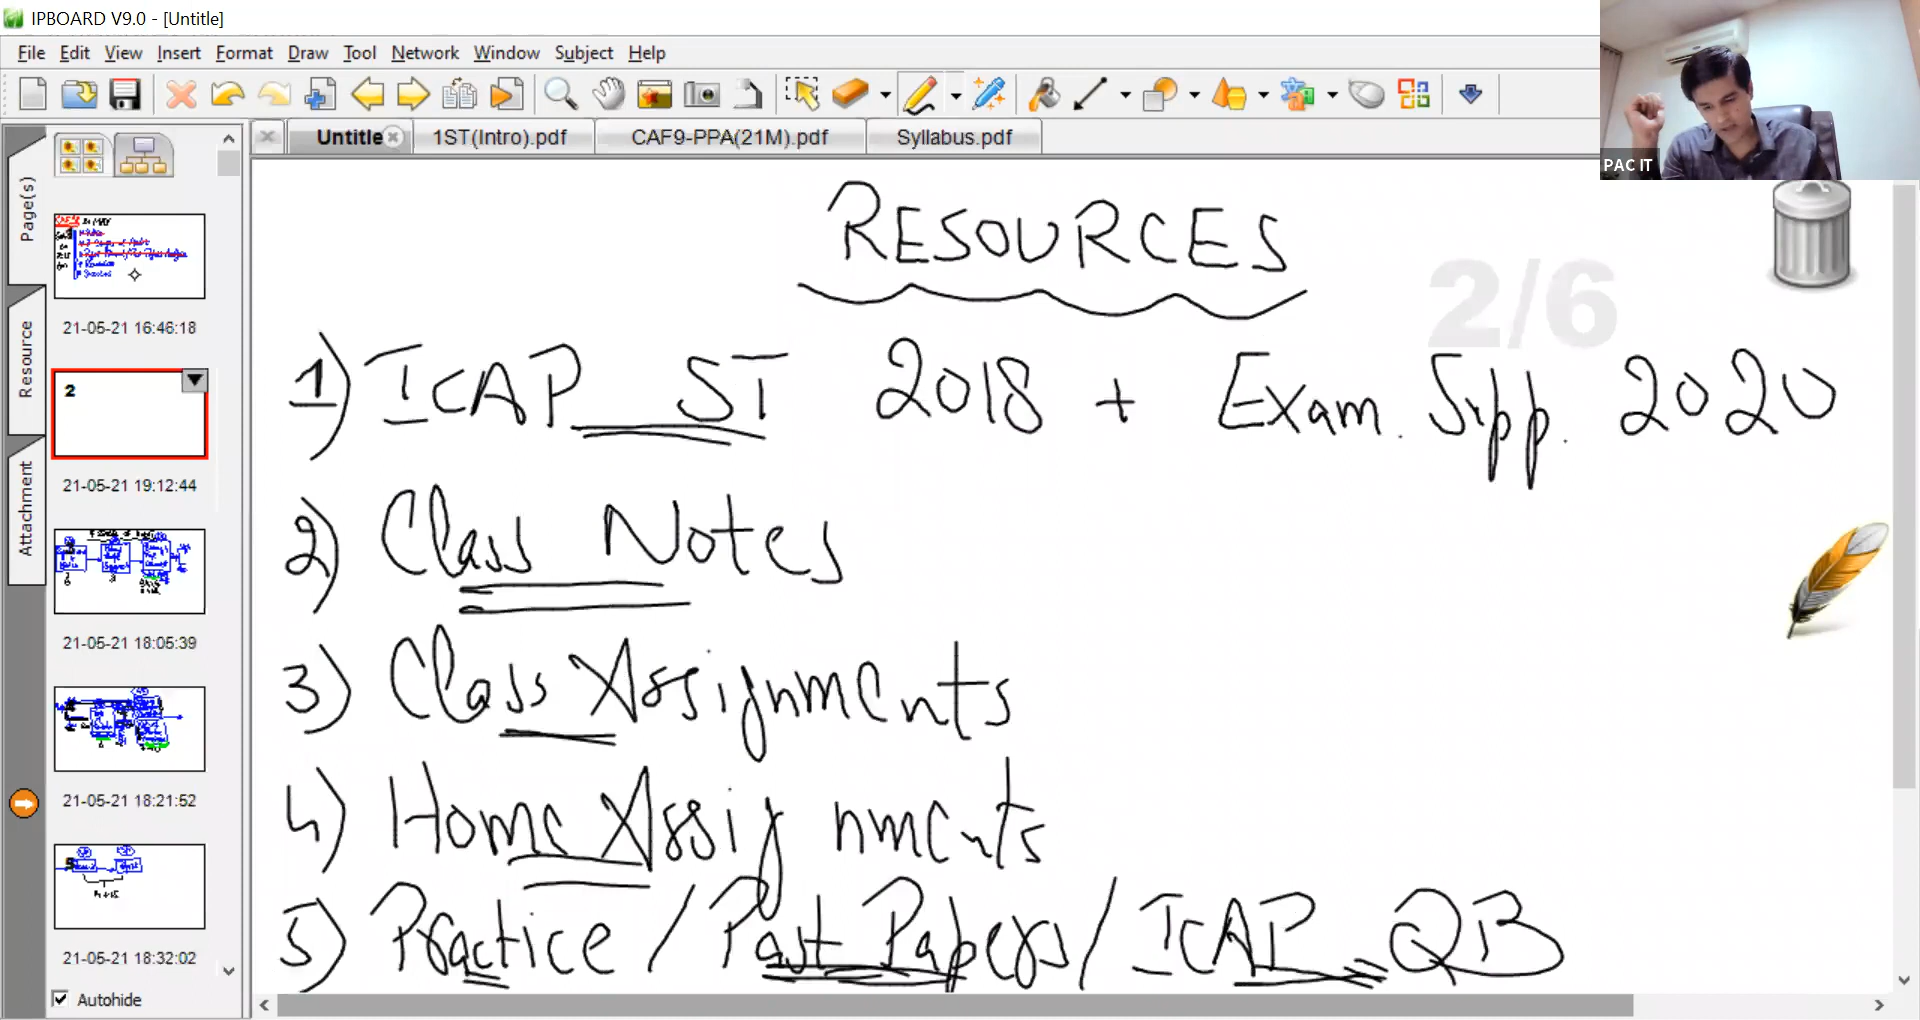 IPBOARD V9.0 - [Untitle]
File Edit View Insert Format Draw Tool Network Window Subject Help
Untitle 1ST(Intro).pdf CAF9-PPA(21M).pdf Syllabus.pdf
PAC IT
Page(s)
Resource
Attachment
21-05-21 16:46:18
2
21-05-21 19:12:44
21-05-21 18:05:39
21-05-21 18:21:52
21-05-21 18:32:02
Autohide
2/6
RESOURCES
1) ICAP ST 2018 + Exam. Supp. 2020
2) Class Notes
3) Class Assignments
4) Home Assignments
5) Practice / Past Papers / ICAP QB